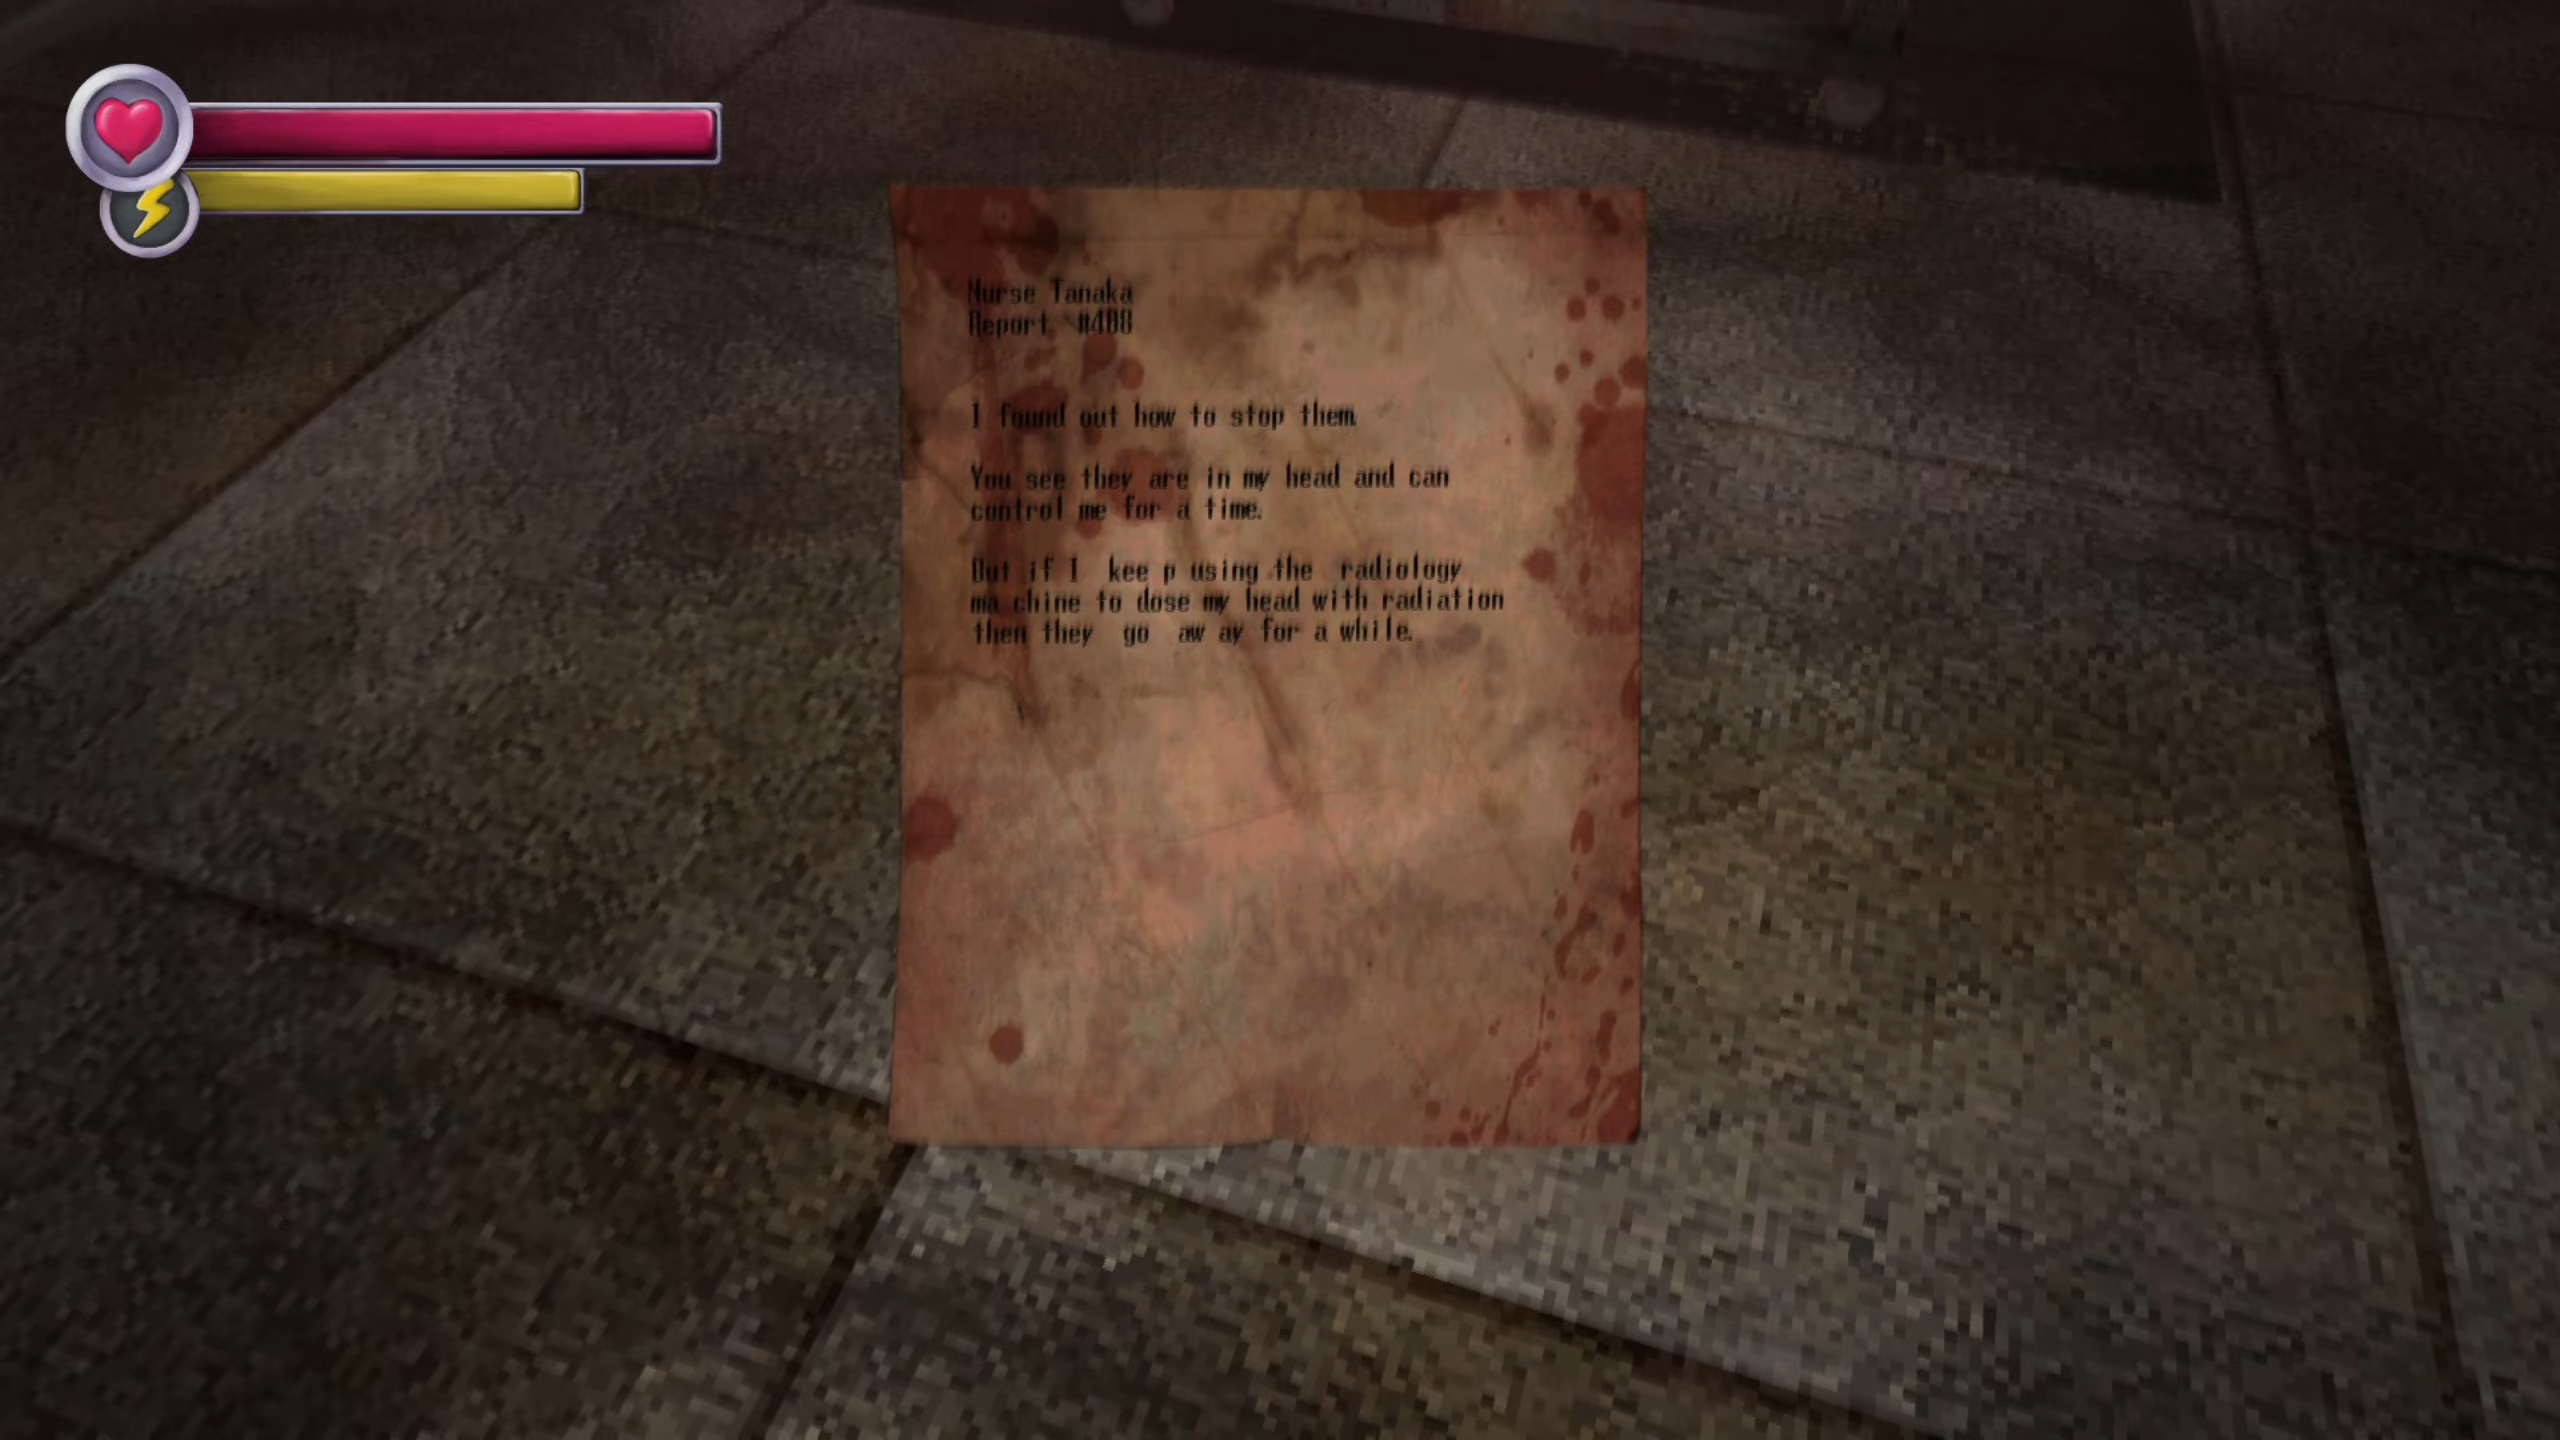 Nurse Tanaka
Report #408
I found out how to stop them.
You see they are in my head and can
control me for a time.
But if I  kee p using the  radiology
ma chine to dose my head with radiation
then they  go  aw ay for a while.